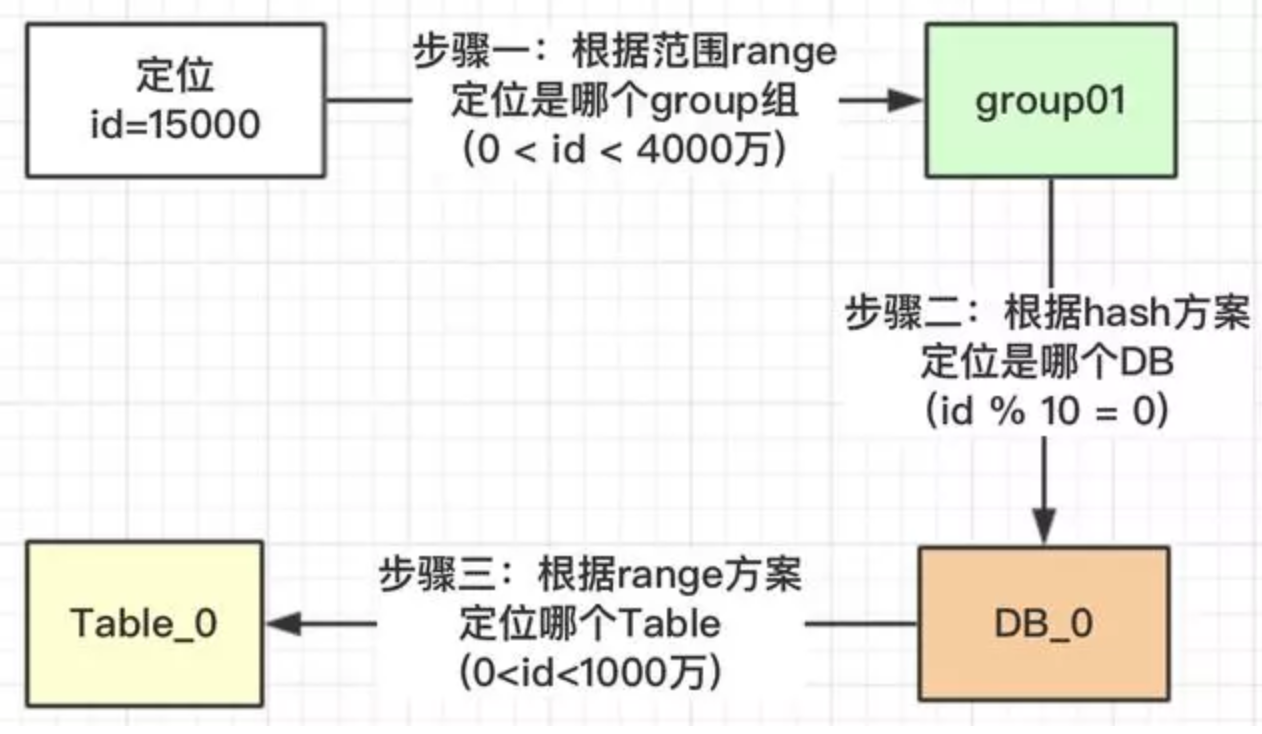 定位
id=15000
步骤一：根据范围range
定位是哪个group组
(0 < id < 4000万)
group01
步骤二：根据hash方案
定位是哪个DB
(id % 10 = 0)
DB_0
步骤三：根据range方案
定位哪个Table
(0<id<1000万)
Table_0